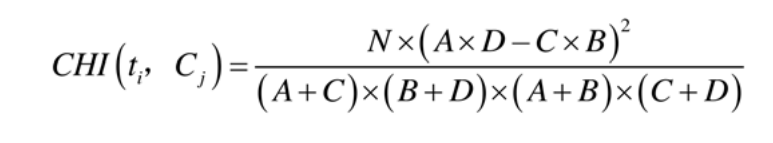 CHI(t_i, C_j) = N×(A×D−C×B)^2 / (A+C)×(B+D)×(A+B)×(C+D)